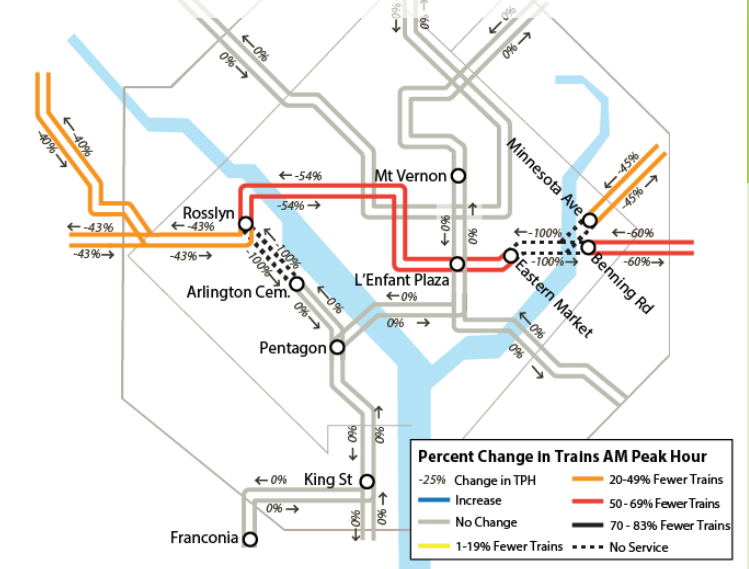 ←0%
0%
←0%
0%→
←0%
0%→
←40%
-40%→
Mt Vernon
Minnesota Ave
←-45%
-45%→
←-54%
-54%→
Rosslyn
←-43%
←-43%
-43%→
-43%→
←-100%
-100%→
←0%
0%→
←-100%
-100%→
←-60%
-60%→
L'Enfant Plaza
Eastern Market
Benning Rd
Arlington Cem.
←0%
0%→
←0%
0%→
←0%
0%→
Pentagon
←0%
0%→
King St
←0%
0%→
←0%
0%→
Franconia
Percent Change in Trains AM Peak Hour
-25% Change in TPH
Increase
No Change
1-19% Fewer Trains
20-49% Fewer Trains
50 - 69% Fewer Trains
70 - 83% Fewer Trains
No Service